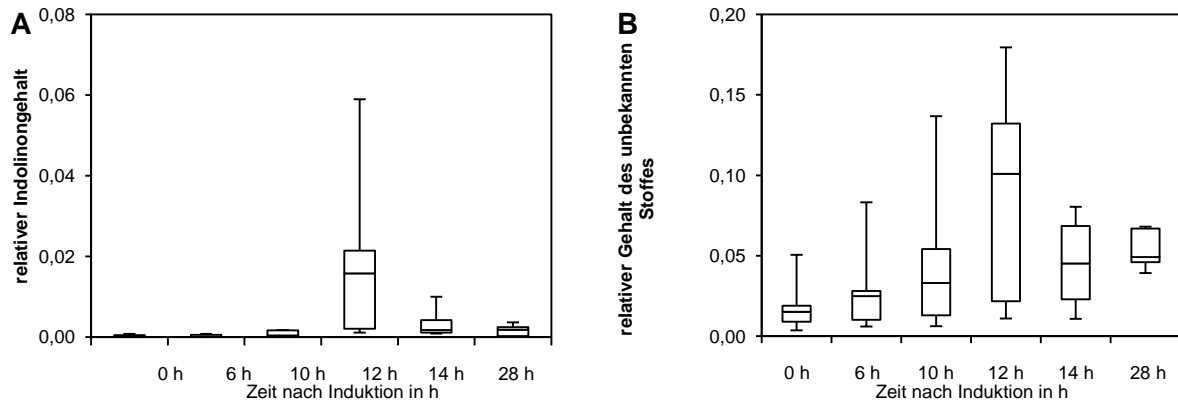 A
relativer Indolinongehalt
0,08
0,06
0,04
0,02
0,00
0 h 6 h 10 h 12 h 14 h 28 h
Zeit nach Induktion in h
B
relativer Gehalt des unbekannten
Stoffes
0,20
0,15
0,10
0,05
0,00
0 h 6 h 10 h 12 h 14 h 28 h
Zeit nach Induktion in h